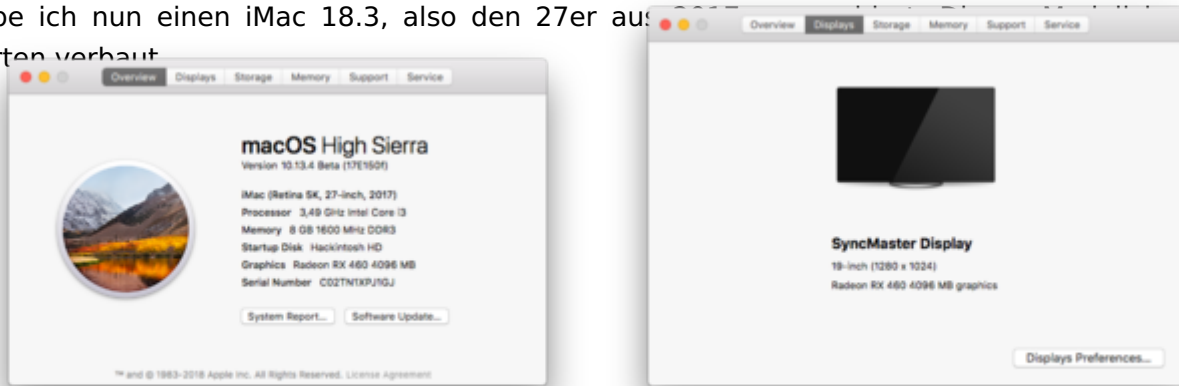 be ich nun einen iMac 18.3, also den 27er aus
rten verbaut
Overview Displays Storage Memory Support Service
macOS High Sierra
Version 10.13.4 Beta (17E150f)
iMac (Retina 5K, 27-inch, 2017)
Processor 3,49 GHz Intel Core i3
Memory 8 GB 1600 MHz DDR3
Startup Disk Hackintosh HD
Graphics Radeon RX 460 4096 MB
Serial Number C02TN1XPJ1GJ
System Report... Software Update...
™ and © 1983-2018 Apple Inc. All Rights Reserved. License Agreement
Overview Displays Storage Memory Support Service
SyncMaster Display
19-inch (1280 x 1024)
Radeon RX 460 4096 MB graphics
Displays Preferences...